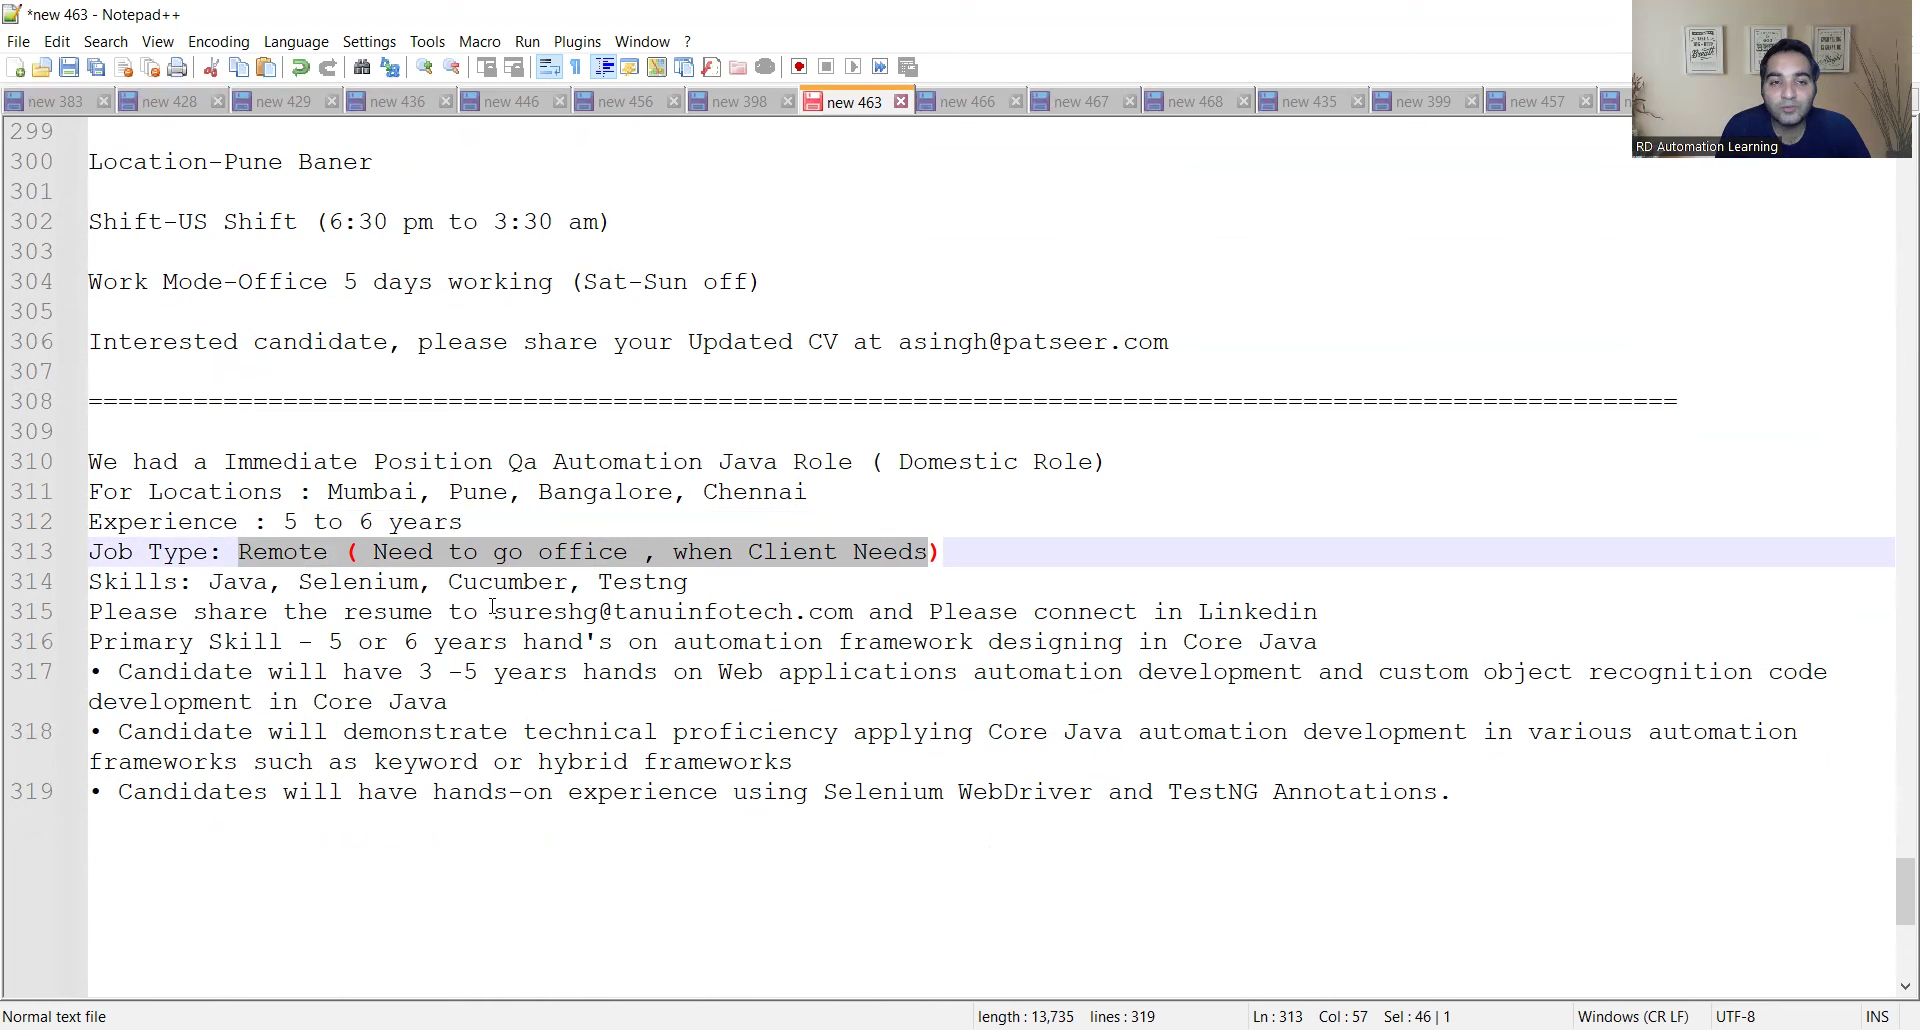 *new 463 - Notepad++
File Edit Search View Encoding Language Settings Tools Macro Run Plugins Window ?
new 383 new 428 new 429 new 436 new 446 new 456 new 398 new 463 new 466 new 467 new 468 new 435 new 399 new 457
RD Automation Learning
299
300 Location-Pune Baner
301
302 Shift-US Shift (6:30 pm to 3:30 am)
303
304 Work Mode-Office 5 days working (Sat-Sun off)
305
306 Interested candidate, please share your Updated CV at asingh@patseer.com
307
308 ==========================================================================================================
309
310 We had a Immediate Position Qa Automation Java Role ( Domestic Role)
311 For Locations : Mumbai, Pune, Bangalore, Chennai
312 Experience : 5 to 6 years
313 Job Type: Remote ( Need to go office , when Client Needs)
314 Skills: Java, Selenium, Cucumber, Testng
315 Please share the resume to sureshg@tanuinfotech.com and Please connect in Linkedin
316 Primary Skill - 5 or 6 years hand's on automation framework designing in Core Java
317 • Candidate will have 3 -5 years hands on Web applications automation development and custom object recognition code
development in Core Java
318 • Candidate will demonstrate technical proficiency applying Core Java automation development in various automation
frameworks such as keyword or hybrid frameworks
319 • Candidates will have hands-on experience using Selenium WebDriver and TestNG Annotations.
Normal text file length : 13,735 lines : 319 Ln : 313 Col : 57 Sel : 46 | 1 Windows (CR LF) UTF-8 INS